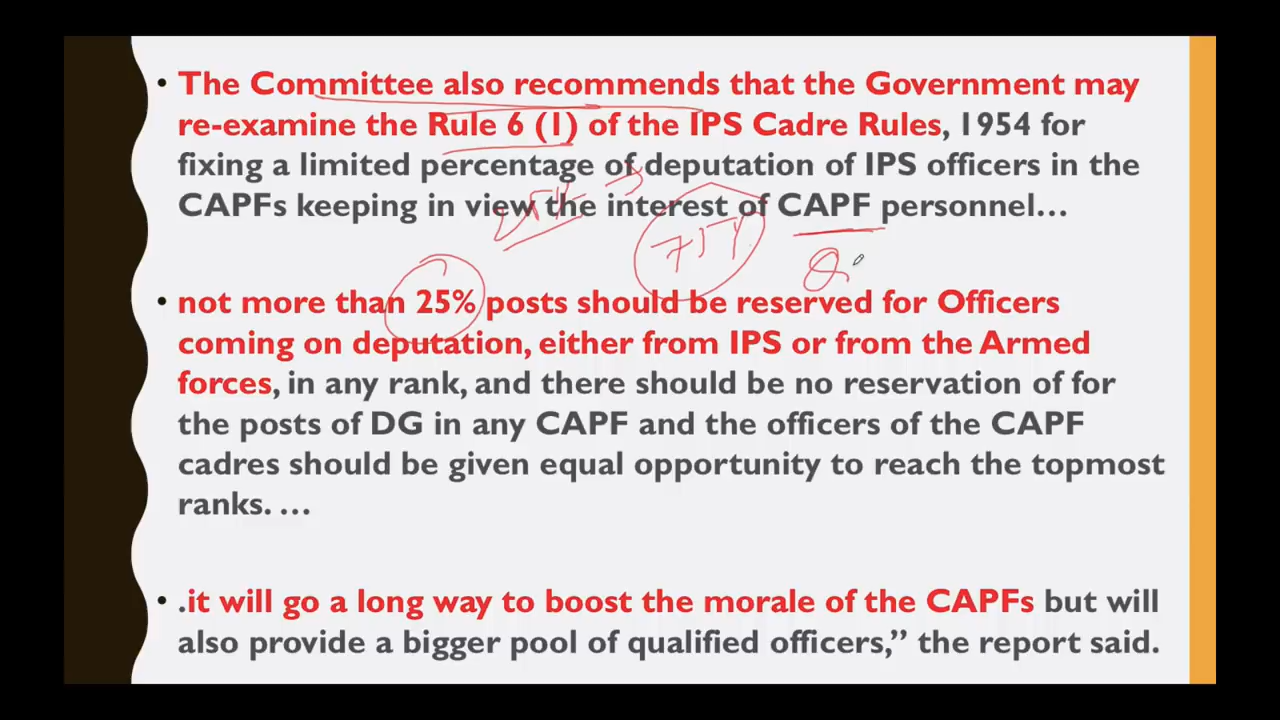 • The Committee also recommends that the Government may
re-examine the Rule 6 (1) of the IPS Cadre Rules, 1954 for
fixing a limited percentage of deputation of IPS officers in the
CAPFs keeping in view the interest of CAPF personnel…
25%
75%
• not more than 25% posts should be reserved for Officers
coming on deputation, either from IPS or from the Armed
forces, in any rank, and there should be no reservation of for
the posts of DG in any CAPF and the officers of the CAPF
cadres should be given equal opportunity to reach the topmost
ranks. …
• .it will go a long way to boost the morale of the CAPFs but will
also provide a bigger pool of qualified officers,” the report said.